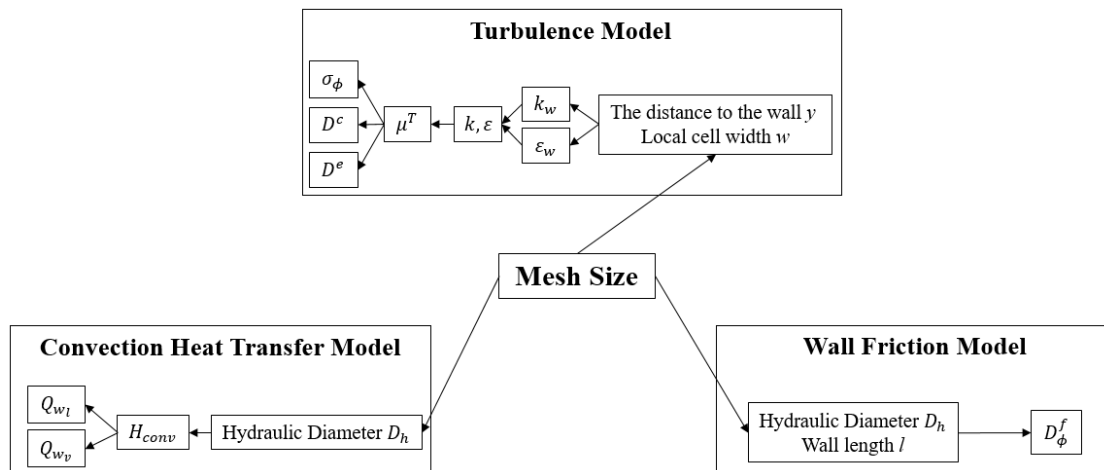 Turbulence Model
σ_ϕ
D^c
D^e
μ^T
k, ε
k_w
ε_w
The distance to the wall y
Local cell width w
Mesh Size
Convection Heat Transfer Model
Q_{w_l}
Q_{w_v}
H_{conv}
Hydraulic Diameter D_h
Wall Friction Model
Hydraulic Diameter D_h
Wall length l
D_ϕ^f